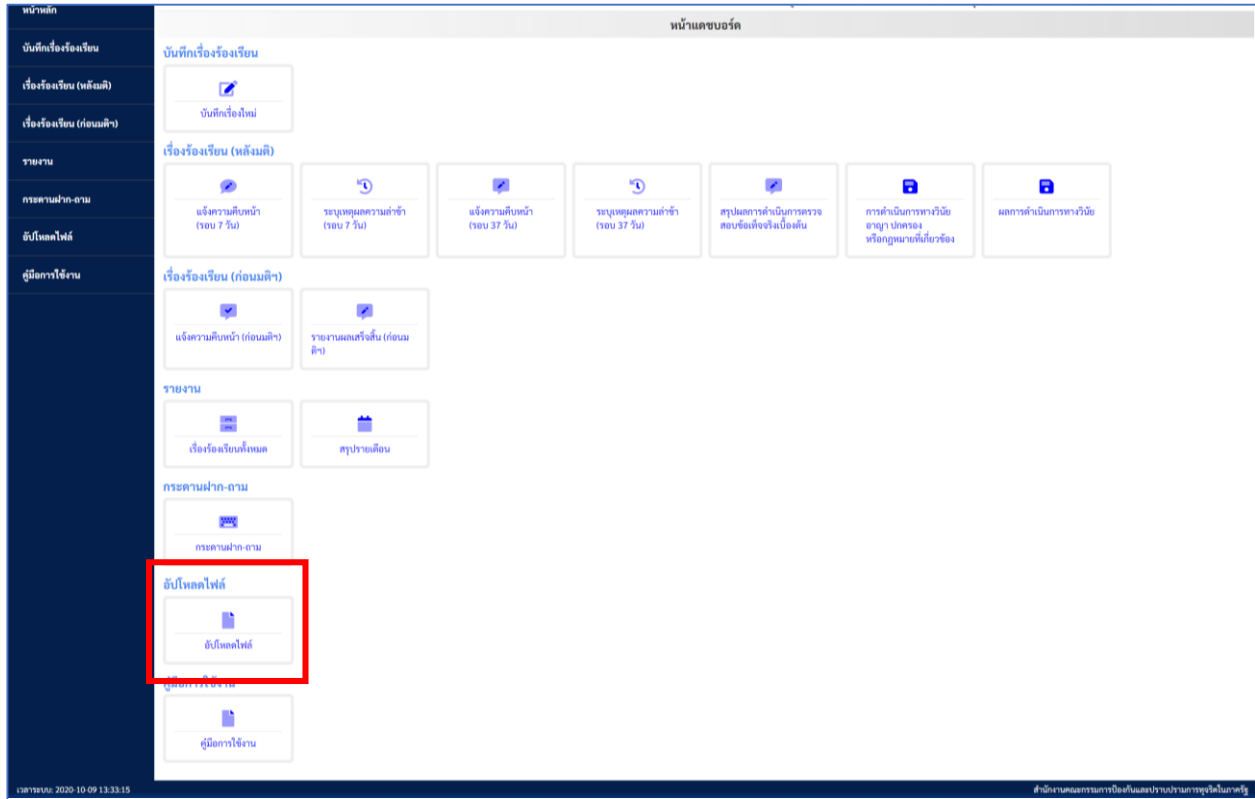 หน้าหลัก
บันทึกเรื่องร้องเรียน
เรื่องร้องเรียน (หลังมติ)
เรื่องร้องเรียน (ก่อนมติฯ)
รายงาน
กระดานฝาก-ถาม
อัปโหลดไฟล์
คู่มือการใช้งาน
หน้าแดชบอร์ด
บันทึกเรื่องร้องเรียน
บันทึกเรื่องใหม่
เรื่องร้องเรียน (หลังมติ)
แจ้งความคืบหน้า
(รอบ 7 วัน)
ระบุเหตุผลความล่าช้า
(รอบ 7 วัน)
แจ้งความคืบหน้า
(รอบ 37 วัน)
ระบุเหตุผลความล่าช้า
(รอบ 37 วัน)
สรุปผลการดำเนินการตรวจ
สอบข้อเท็จจริงเบื้องต้น
การดำเนินการทางวินัย
อาญา ปกครอง
หรือกฎหมายที่เกี่ยวข้อง
ผลการดำเนินการทางวินัย
เรื่องร้องเรียน (ก่อนมติฯ)
แจ้งความคืบหน้า (ก่อนมติฯ)
รายงานผลเสร็จสิ้น (ก่อนม
ติฯ)
รายงาน
เรื่องร้องเรียนทั้งหมด
สรุปรายเดือน
กระดานฝาก-ถาม
กระดานฝาก-ถาม
อัปโหลดไฟล์
อัปโหลดไฟล์
คู่มือการใช้งาน
คู่มือการใช้งาน
เวลาระบบ: 2020-10-09 13:33:15
สำนักงานคณะกรรมการป้องกันและปราบปรามการทุจริตในภาครัฐ